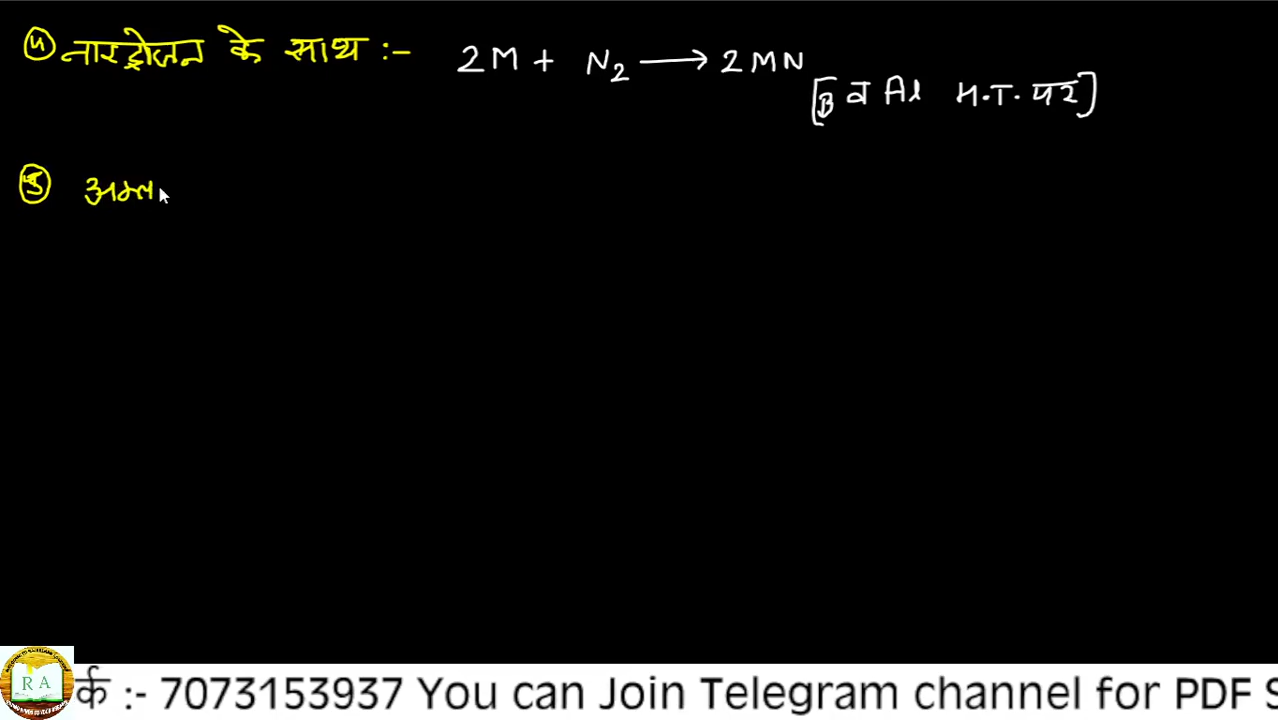 ④ नाइट्रोजन के साथ :- 2M + N2 ⟶ 2MN
[B व Al H.T. पर]
⑤ अम्ल
RA
र्क :- 7073153937 You can Join Telegram channel for PDF S